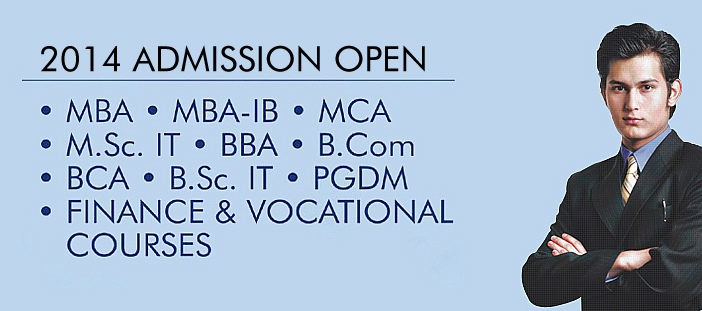 2014 ADMISSION OPEN
• MBA • MBA-IB • MCA
• M.Sc. IT • BBA • B.Com
• BCA • B.Sc. IT • PGDM
• FINANCE & VOCATIONAL
COURSES